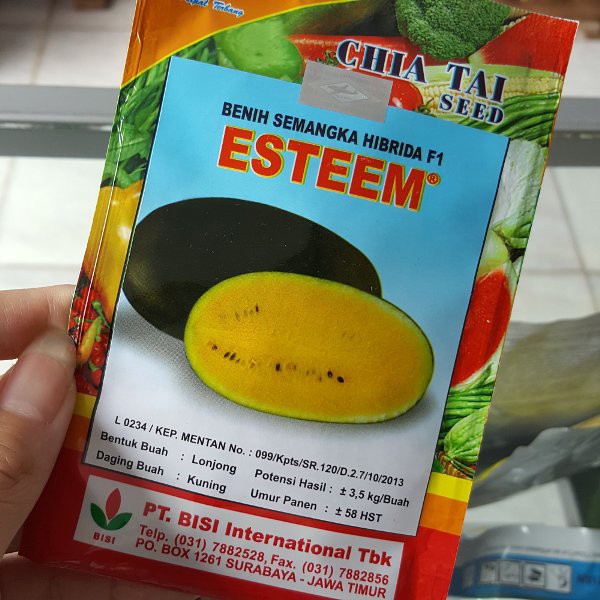 Kapal Terbang
CHIA TAI
SEED
BENIH SEMANGKA HIBRIDA F1
ESTEEM®
L 0234 / KEP. MENTAN No. : 099/Kpts/SR.120/D.2.7/10/2013
Bentuk Buah : Lonjong Potensi Hasil : ± 3,5 kg/Buah
Daging Buah : Kuning Umur Panen : ± 58 HST
BISI
PT. BISI International Tbk
Telp. (031) 7882528, Fax. (031) 7882856
PO. BOX 1261 SURABAYA - JAWA TIMUR